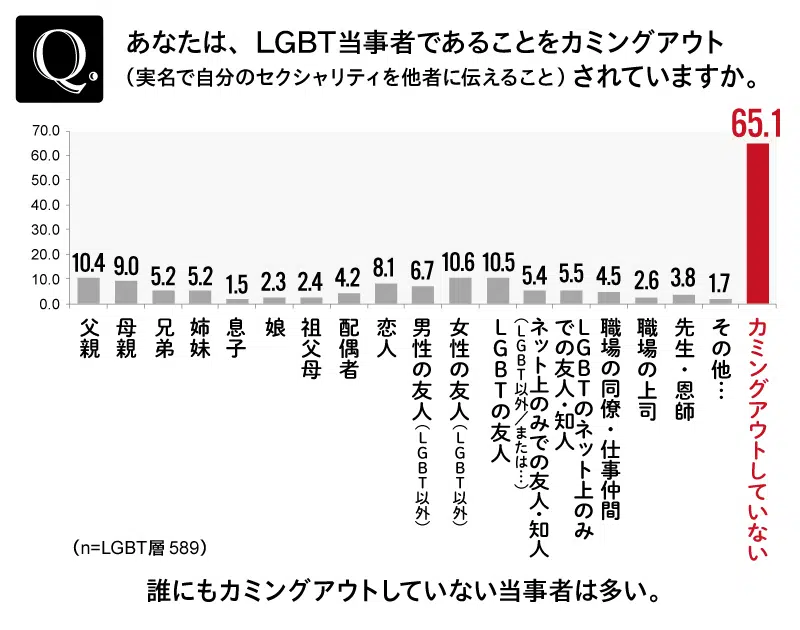 Q.
あなたは、LGBT当事者であることをカミングアウト
（実名で自分のセクシャリティを他者に伝えること）されていますか。
70.0
60.0
50.0
40.0
30.0
20.0
10.0
0.0
10.4
9.0
5.2
5.2
1.5
2.3
2.4
4.2
8.1
6.7
10.6
10.5
5.4
5.5
4.5
2.6
3.8
1.7
65.1
父親
母親
兄弟
姉妹
息子
娘
祖父母
配偶者
恋人
男性の友人（LGBT以外）
女性の友人（LGBT以外）
LGBTの友人
ネット上のみでの友人・知人
（LGBT以外／または…）
LGBTのネット上のみ
での友人・知人
職場の同僚・仕事仲間
職場の上司
先生・恩師
その他…
カミングアウトしていない
（n=LGBT層 589）
誰にもカミングアウトしていない当事者は多い。